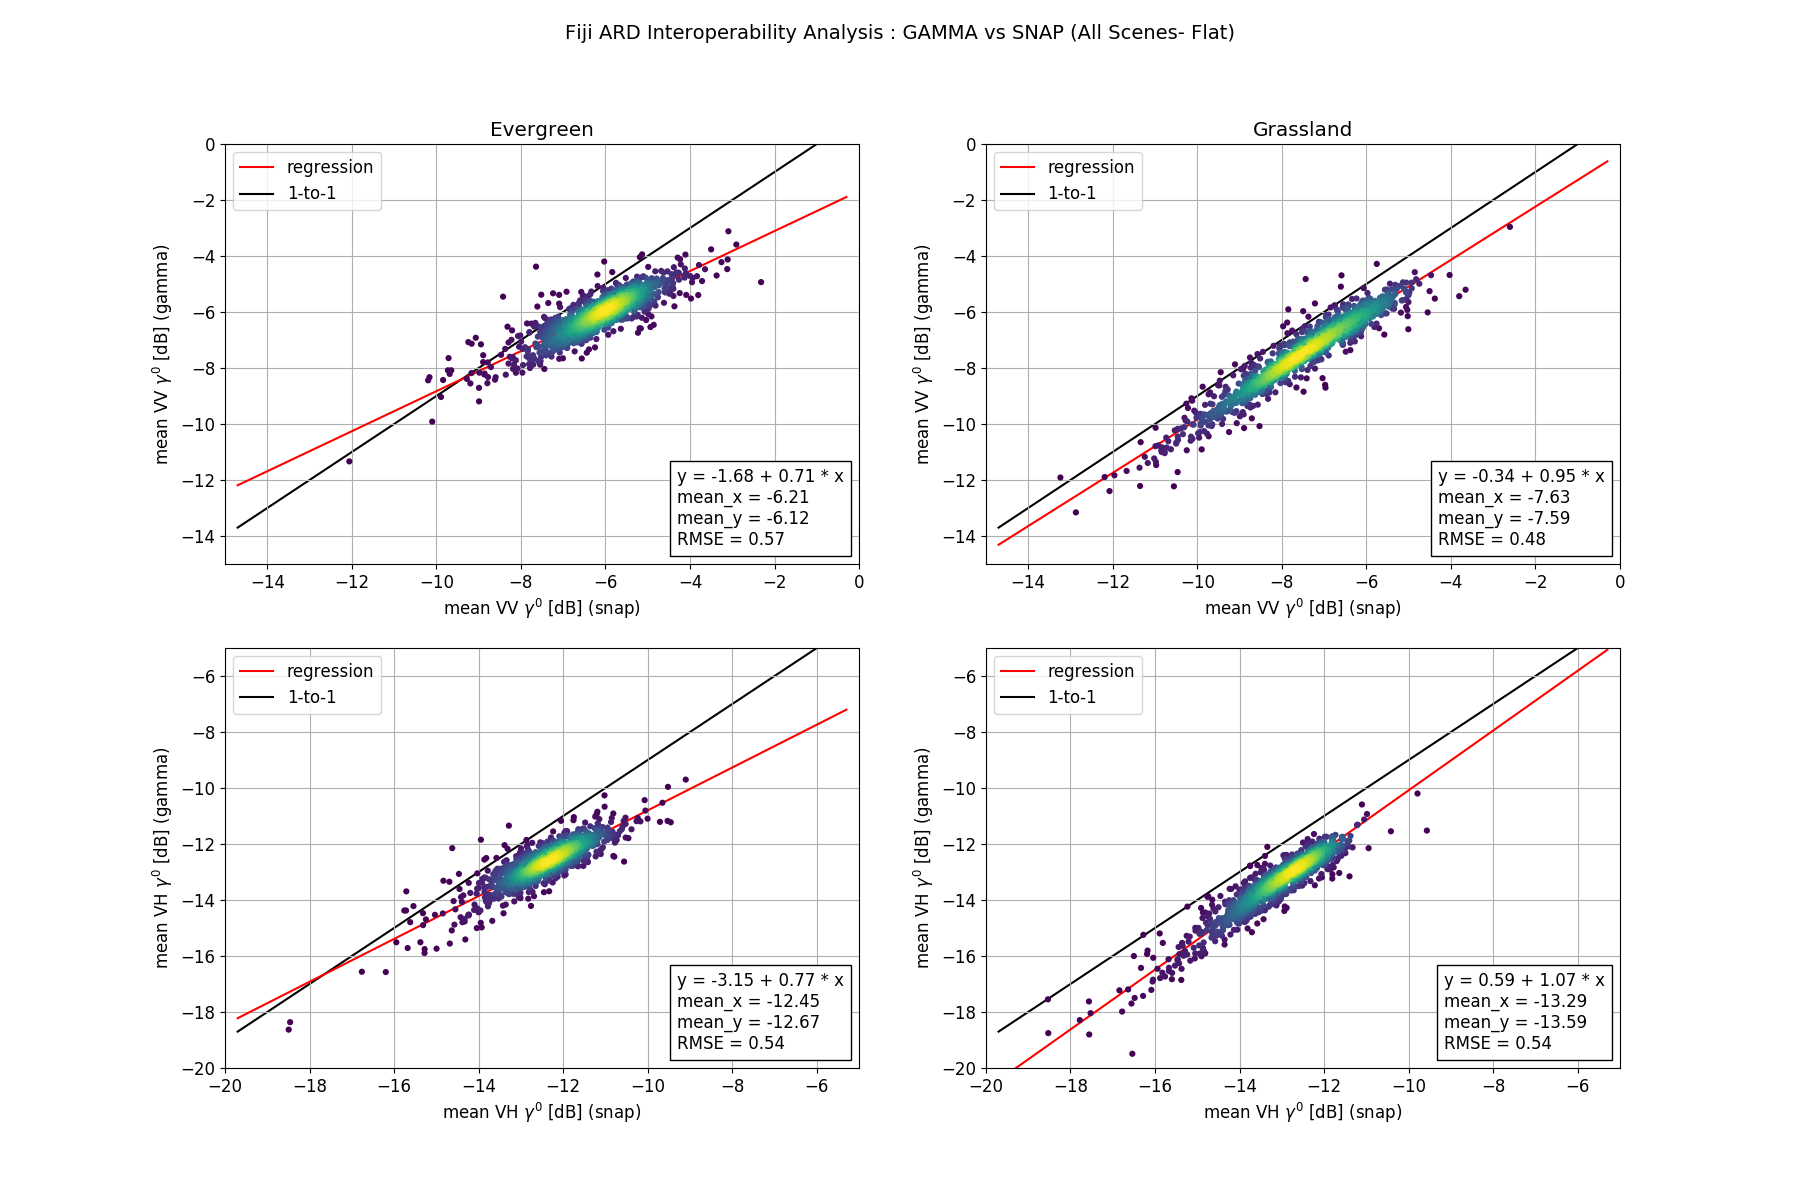 Fiji ARD Interoperability Analysis : GAMMA vs SNAP (All Scenes- Flat)
Evergreen
regression
1-to-1
0
−2
−4
−6
−8
−10
−12
−14
mean VV γ⁰ [dB] (gamma)
y = -1.68 + 0.71 * x
mean_x = -6.21
mean_y = -6.12
RMSE = 0.57
−14 −12 −10 −8 −6 −4 −2 0
mean VV γ⁰ [dB] (snap)
Grassland
regression
1-to-1
0
−2
−4
−6
−8
−10
−12
−14
mean VV γ⁰ [dB] (gamma)
y = -0.34 + 0.95 * x
mean_x = -7.63
mean_y = -7.59
RMSE = 0.48
−14 −12 −10 −8 −6 −4 −2 0
mean VV γ⁰ [dB] (snap)
regression
1-to-1
−6
−8
−10
−12
−14
−16
−18
−20
mean VH γ⁰ [dB] (gamma)
y = -3.15 + 0.77 * x
mean_x = -12.45
mean_y = -12.67
RMSE = 0.54
−20 −18 −16 −14 −12 −10 −8 −6
mean VH γ⁰ [dB] (snap)
regression
1-to-1
−6
−8
−10
−12
−14
−16
−18
−20
mean VH γ⁰ [dB] (gamma)
y = 0.59 + 1.07 * x
mean_x = -13.29
mean_y = -13.59
RMSE = 0.54
−20 −18 −16 −14 −12 −10 −8 −6
mean VH γ⁰ [dB] (snap)